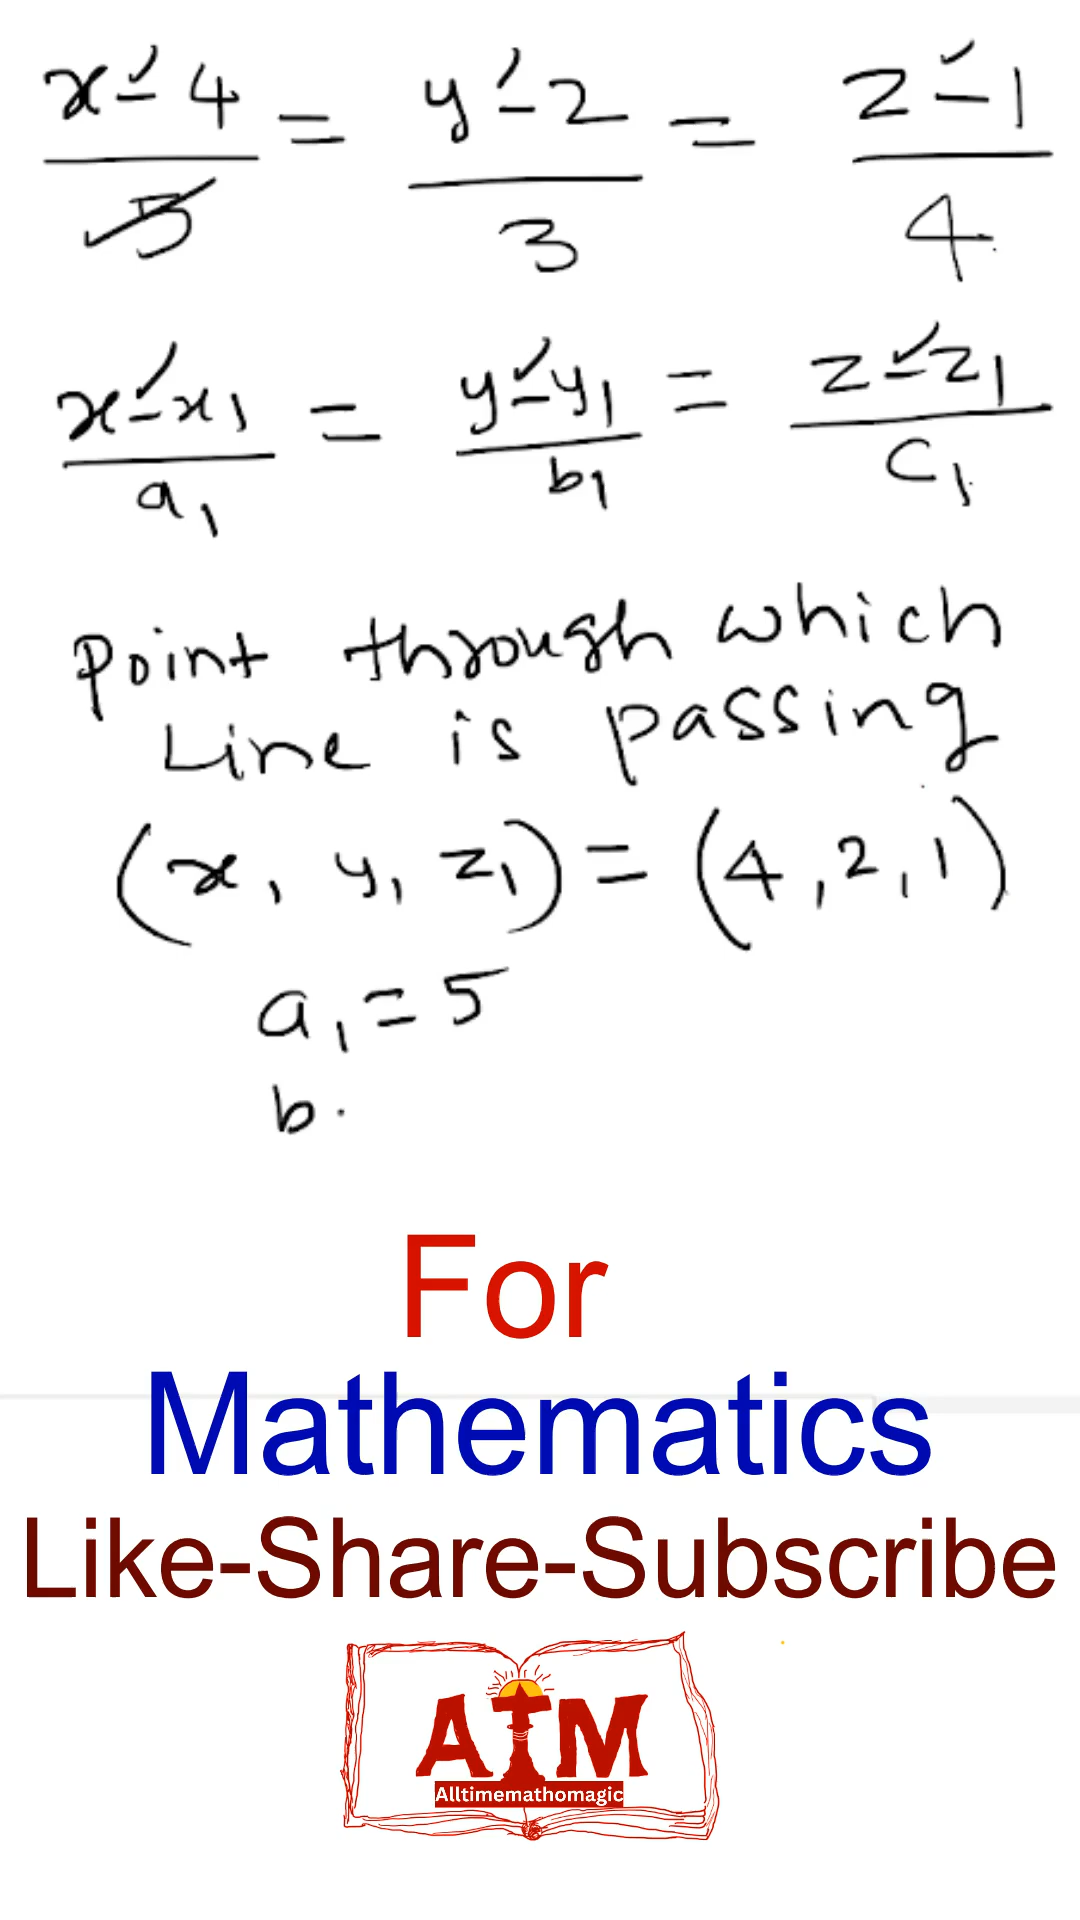 x - 4 / 5 = y - 2 / 3 = z - 1 / 4
x - x₁ / a₁ = y - y₁ / b₁ = z - z₁ / c₁
point through which
Line is passing
(x₁ y₁ z₁) = (4, 2, 1)
a₁ = 5
b.
For
Mathematics
Like-Share-Subscribe
ATM
Alltimemathomagic